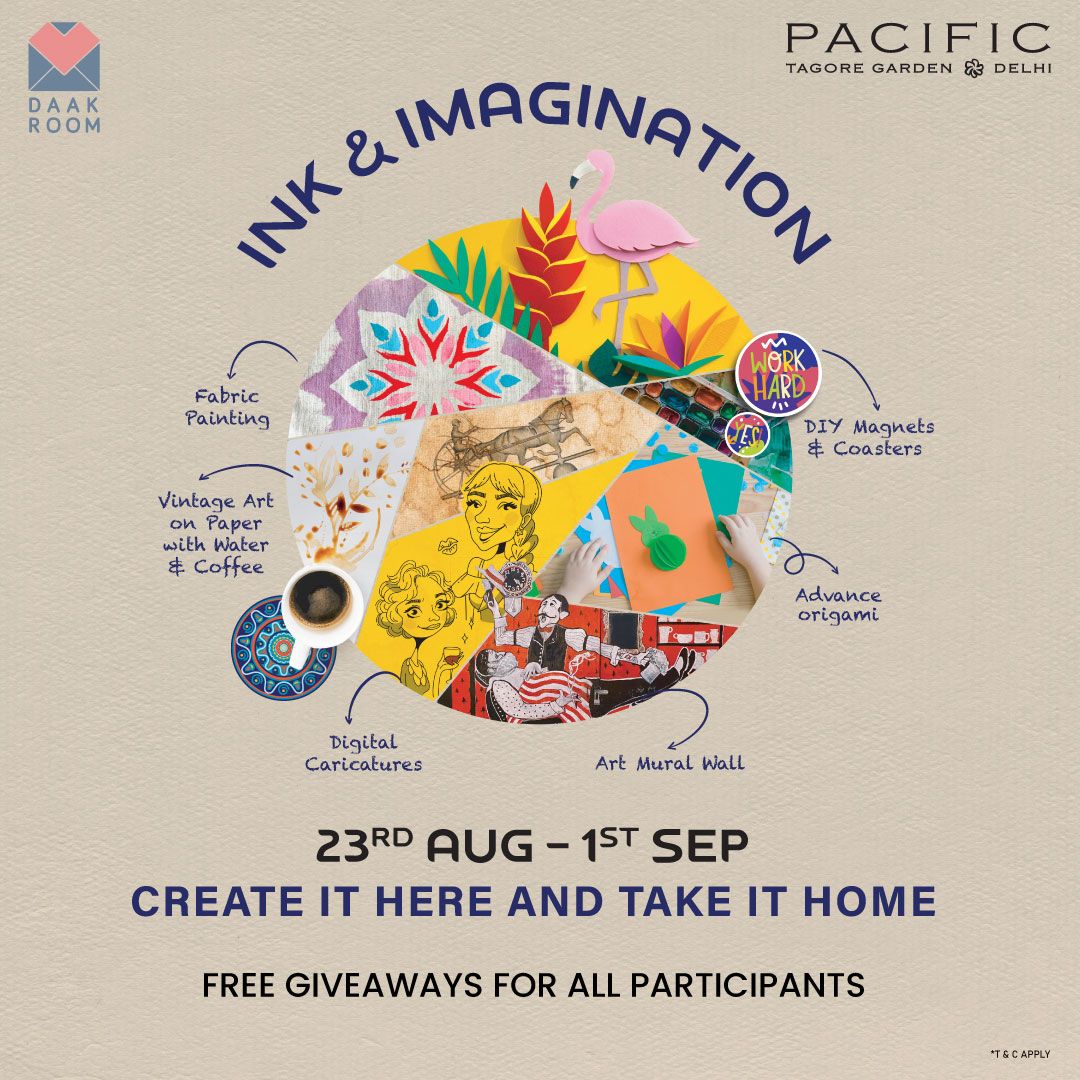 DAAK
ROOM
PACIFIC
TAGORE GARDEN DELHI
INK & IMAGINATION
Fabric
Painting
WORK
HARD
YES
DIY Magnets
& Coasters
Vintage Art
on Paper
with Water
& Coffee
Advance
origami
Digital
Caricatures
Art Mural Wall
23RD AUG – 1ST SEP
CREATE IT HERE AND TAKE IT HOME
FREE GIVEAWAYS FOR ALL PARTICIPANTS
*T & C APPLY